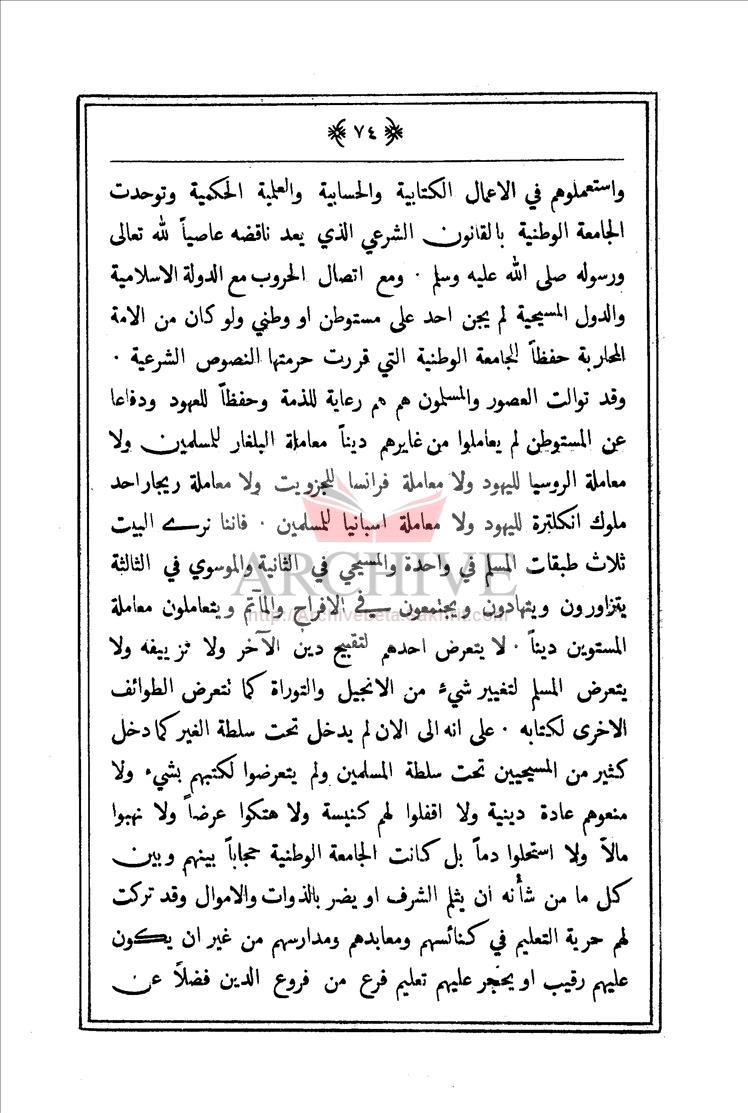 ﴿ ٧٤ ﴾
واستعملوهم في الاعمال الكتابية والحسابية والعلمية الحكمية وتوحدت
الجامعة الوطنية بالقانون الشرعي الذي يعد ناقضه عاصياً لله تعالى
ورسوله صلى الله عليه وسلم ٠ ومع اتصال الحروب مع الدولة الاسلامية
والدول المسيحية لم يجن احد على مستوطن او وطني ولو كان من الامة
المحاربة حفظاً للجامعة الوطنية التي قررت حرمتها النصوص الشرعية ٠
وقد توالت العصور والمسلمون هم هم رعاية للذمة وحفظاً للعهود ودفاعا
عن المستوطن لم يعاملوا من غايرهم ديناً معاملة البلغار للمسلمين ولا
معاملة الروسيا لليهود ولا معاملة فرانسا للجزويت ولا معاملة ريجار احد
ملوك انكلترة لليهود ولا معاملة اسبانيا للمسلمين ٠ فاننا نرى البيت
ثلاث طبقات المسلم في واحدة والمسيحي في الثانية والموسوي في الثالثة
يتزاورون ويتهادون ويجتمعون في الافراح والمآتم ويتعاملون معاملة
المستوين ديناً ٠ لا يتعرض احدهم لتقبيح دين الآخر ولا تزييفه ولا
يتعرض المسلم لتغيير شيء من الانجيل والتوراة كما تتعرض الطوائف
الاخرى لكتابه ٠ على انه الى الان لم يدخل تحت سلطة الغير كما دخل
كثير من المسيحيين تحت سلطة المسلمين ولم يتعرضوا لكتبهم بشيء ولا
منعوهم عادة دينية ولا اقفلوا لهم كنيسة ولا هتكوا عرضاً ولا نهبوا
مالاً ولا استحلوا دماً بل كانت الجامعة الوطنية حجاباً بينهم وبين
كل ما من شأنه ان يثلم الشرف او يضر بالذوات والاموال وقد تركت
لهم حرية التعليم في كنائسهم ومعابدهم ومدارسهم من غير ان يكون
عليهم رقيب او يحجر عليهم تعليم فرع من فروع الدين فضلاً عن
ARCHIVE